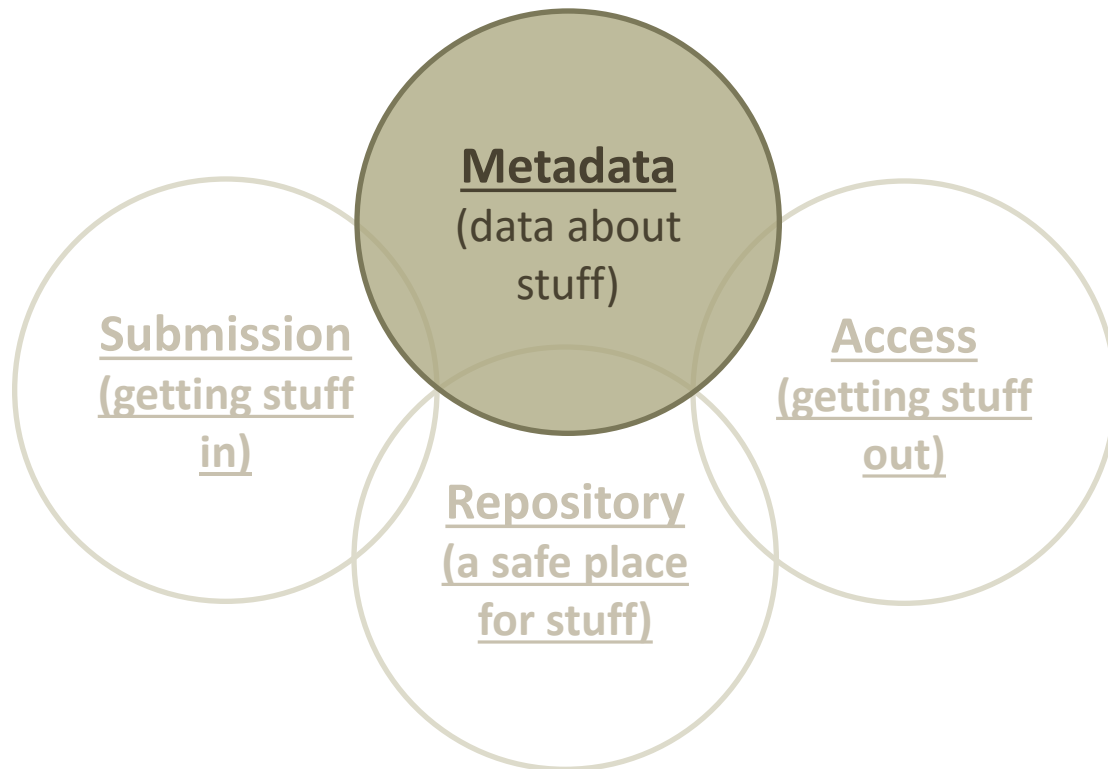 Metadata
(data about
stuff)
Submission
(getting stuff
in)
Access
(getting stuff
out)
Repository
(a safe place
for stuff)